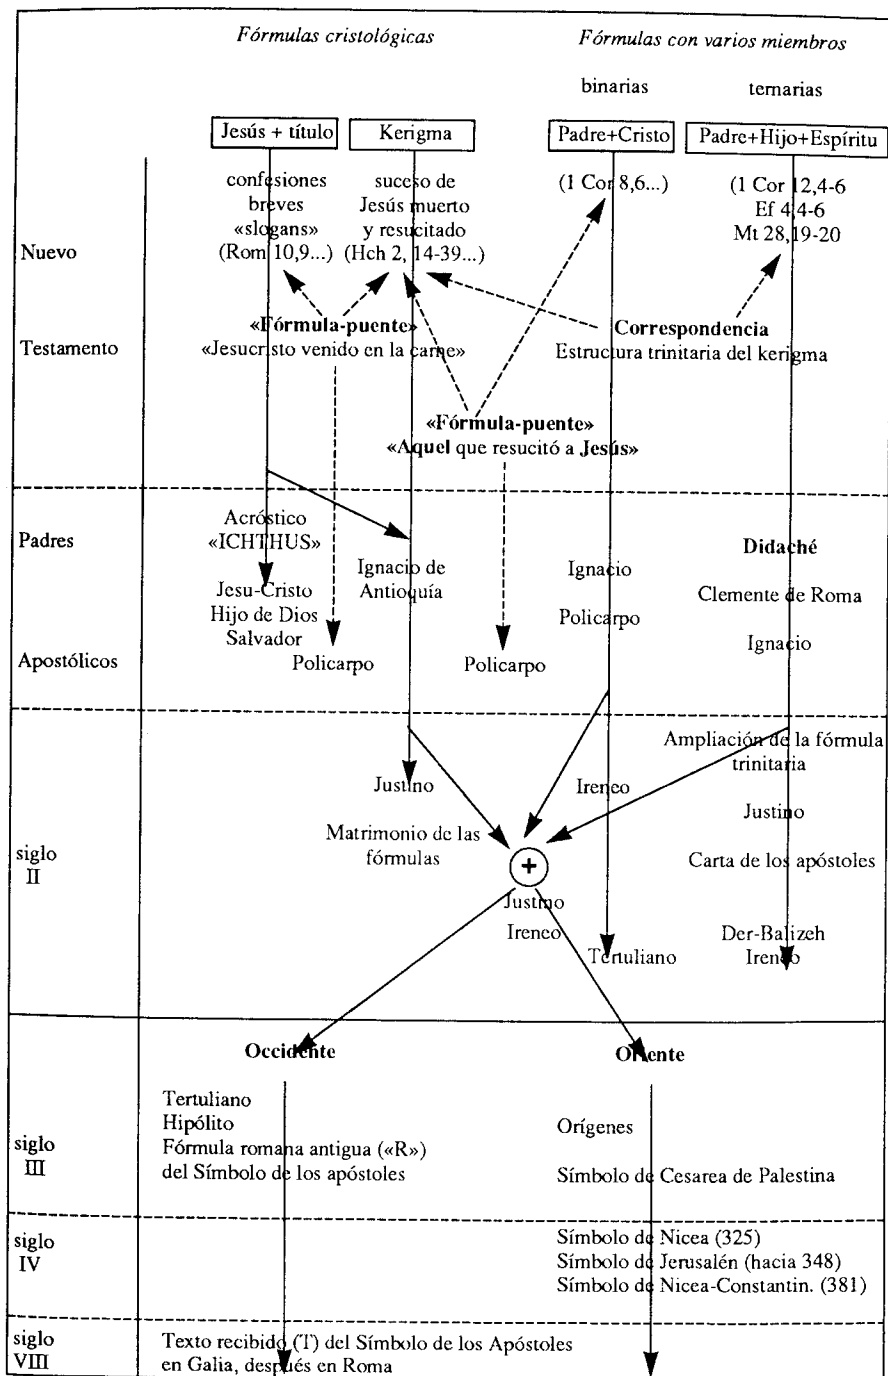 Fórmulas cristológicas
Fórmulas con varios miembros
binarias
ternarias
Jesús + título
Kerigma
Padre+Cristo
Padre+Hijo+Espíritu
Nuevo
Testamento
confesiones
breves
«slogans»
(Rom 10,9...)
suceso de
Jesús muerto
y resucitado
(Hch 2, 14-39...)
(1 Cor 8,6...)
(1 Cor 12,4-6
Ef 4,4-6
Mt 28,19-20
«Fórmula-puente»
«Jesucristo venido en la carne»
Correspondencia
Estructura trinitaria del kerigma
«Fórmula-puente»
«Aquel que resucitó a Jesús»
Padres
Apostólicos
Acróstico
«ICHTHUS»
Jesu-Cristo
Hijo de Dios
Salvador
Policarpo
Ignacio de
Antioquía
Policarpo
Ignacio
Policarpo
Didaché
Clemente de Roma
Ignacio
siglo
II
Justino
Matrimonio de las
fórmulas
+
Justino
Ireneo
Ireneo
Tertuliano
Ampliación de la fórmula
trinitaria
Justino
Carta de los apóstoles
Der-Balizeh
Ireneo
Occidente
Oriente
siglo
III
Tertuliano
Hipólito
Fórmula romana antigua («R»)
del Símbolo de los apóstoles
Orígenes
Símbolo de Cesarea de Palestina
siglo
IV
Símbolo de Nicea (325)
Símbolo de Jerusalén (hacia 348)
Símbolo de Nicea-Constantin. (381)
siglo
VIII
Texto recibido (T) del Símbolo de los Apóstoles
en Galia, después en Roma